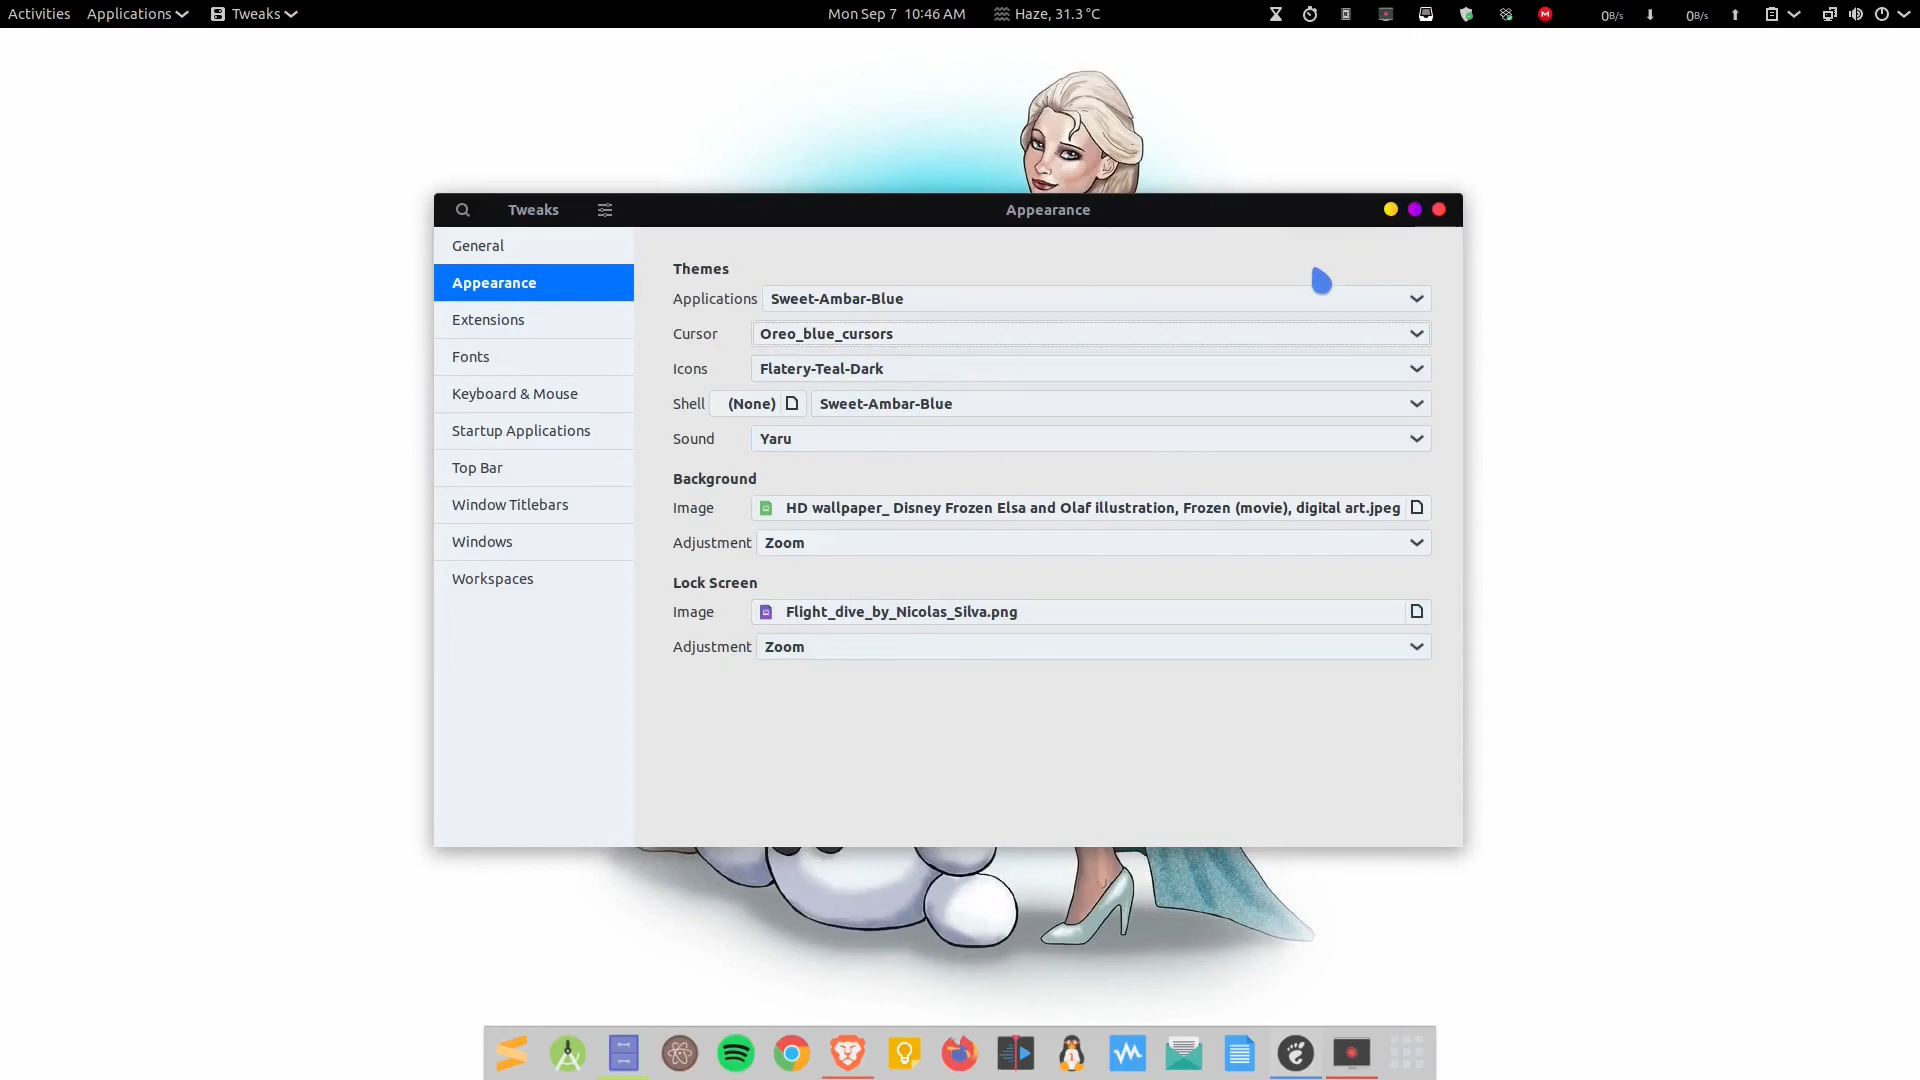 Activities Applications Tweaks Mon Sep 7 10:46 AM Haze, 31.3 °C M 0B/s 0B/s
Tweaks Appearance
General
Appearance
Extensions
Fonts
Keyboard & Mouse
Startup Applications
Top Bar
Window Titlebars
Windows
Workspaces
Themes
Applications Sweet-Ambar-Blue
Cursor Oreo_blue_cursors
Icons Flatery-Teal-Dark
Shell (None) Sweet-Ambar-Blue
Sound Yaru
Background
Image HD wallpaper_ Disney Frozen Elsa and Olaf illustration, Frozen (movie), digital art.jpeg
Adjustment Zoom
Lock Screen
Image Flight_dive_by_Nicolas_Silva.png
Adjustment Zoom